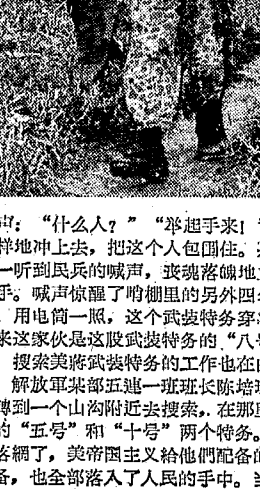 声：“什么人？”“举起手来！
样地冲上去，把这个人包围住。
一听到民兵的喊声，丧魂落魄地
手。喊声惊醒了哨棚里的另外四
用电筒一照，这个武装特务穿
来这家伙是这股武装特务的“八
搜索美蒋武装特务的工作也在
解放軍某部五連一班班长陈培
轉到一个山沟附近去搜索，在那
的“五号”和“十号”两个特务。
落網了，美帝国主义給他們配备的
备，也全部落入了人民的手中。